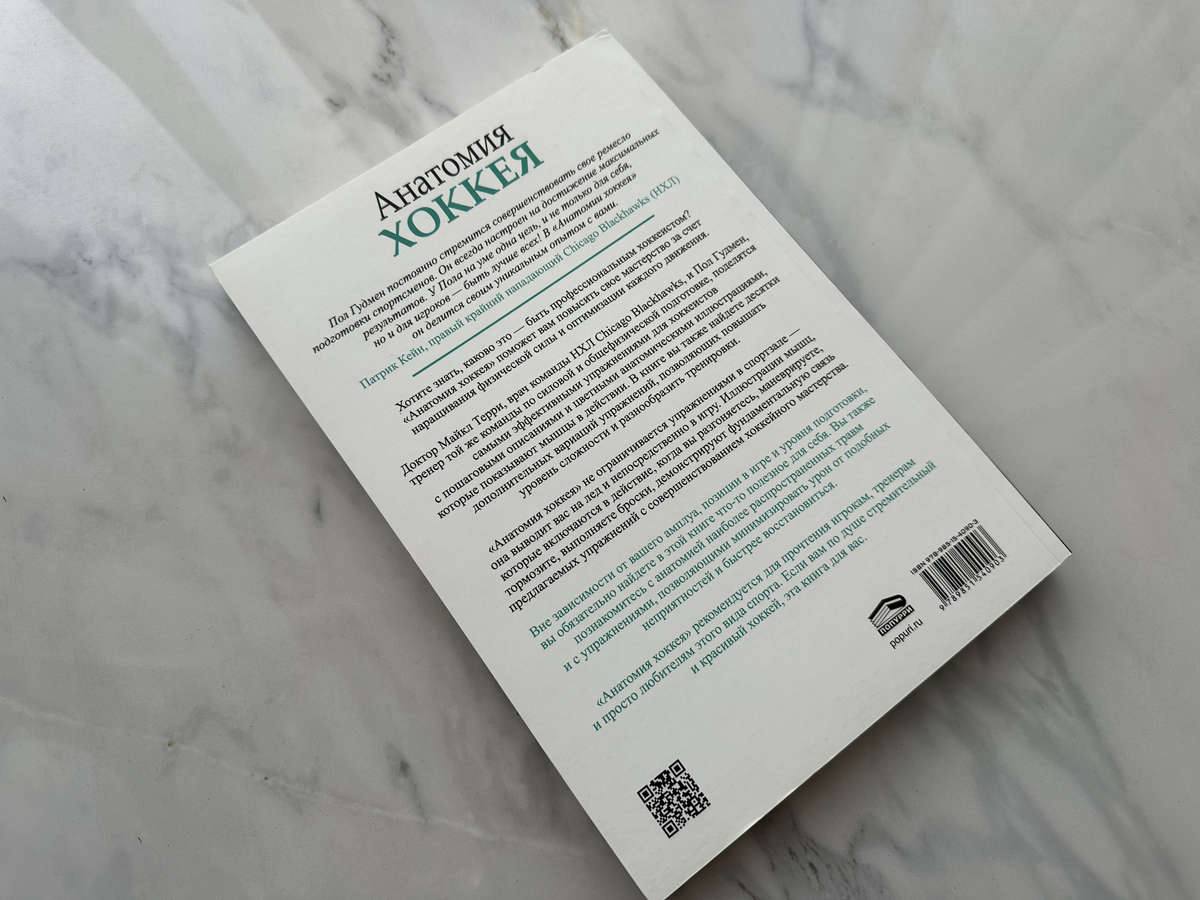 Анатомия
ХОККЕЯ
Пол Гудмен постоянно стремится совершенствовать свое ремесло
подготовки спортсменов. Он всегда настроен на достижение максимальных
результатов. У Пола на уме одна цель, и не только для себя,
но и для игроков — быть лучше всех! В «Анатомии хоккея»
он делится своим уникальным опытом с вами.
Патрик Кейн, правый крайний нападающий Chicago Blackhawks (НХЛ)
Хотите знать, каково это — быть профессиональным хоккеистом?
«Анатомия хоккея» поможет вам повысить свое мастерство за счет
наращивания физической силы и оптимизации каждого движения.
Доктор Майкл Терри, врач команды НХЛ Chicago Blackhawks, и Пол Гудмен,
тренер той же команды по силовой и общефизической подготовке, поделятся
самыми эффективными упражнениями для хоккеистов
с пошаговыми описаниями и цветными анатомическими иллюстрациями,
которые показывают мышцы в действии. В книге вы также найдете десятки
дополнительных вариаций упражнений, позволяющих повышать
уровень сложности и разнообразить тренировки.
«Анатомия хоккея» не ограничивается упражнениями в спортзале —
она выводит вас на лед и непосредственно в игру. Иллюстрации мышц,
которые включаются в действие, когда вы разгоняетесь, маневрируете,
тормозите, выполняете броски, демонстрируют фундаментальную связь
предлагаемых упражнений с совершенствованием хоккейного мастерства.
Вне зависимости от вашего амплуа, позиции в игре и уровня подготовки,
вы обязательно найдете в этой книге что-то полезное для себя. Вы также
познакомитесь с анатомией наиболее распространенных травм
и с упражнениями, позволяющими минимизировать урон от подобных
неприятностей и быстрее восстановиться.
«Анатомия хоккея» рекомендуется для прочтения игрокам, тренерам
и просто любителям этого вида спорта. Если вам по душе стремительный
и красивый хоккей, эта книга для вас.
ПОПУРРИ
popuri.ru
ISBN 978-985-15-4090-3
9789851540903